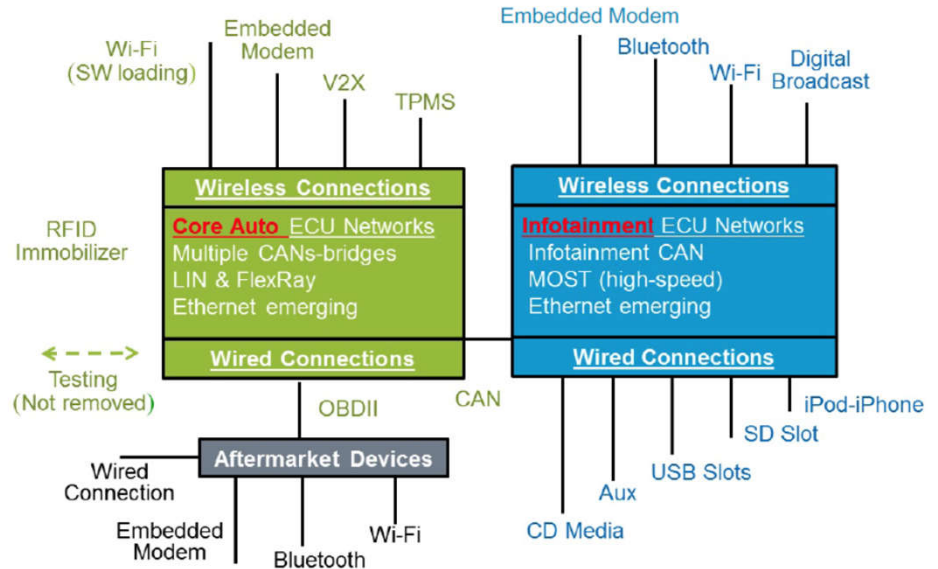 Wi-Fi
(SW loading)
Embedded
Modem
V2X
TPMS
Embedded Modem
Bluetooth
Wi-Fi
Digital
Broadcast
Wireless Connections
Core Auto ECU Networks
Multiple CANs-bridges
LIN & FlexRay
Ethernet emerging
Wired Connections
Wireless Connections
Infotainment ECU Networks
Infotainment CAN
MOST (high-speed)
Ethernet emerging
Wired Connections
RFID
Immobilizer
Testing
(Not removed)
OBDII
CAN
Aftermarket Devices
Wired
Connection
Embedded
Modem
Bluetooth
Wi-Fi
CD Media
Aux
USB Slots
SD Slot
iPod-iPhone